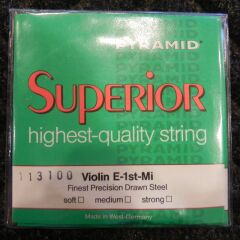 PYRAMID
Superior
highest-quality string
113100 Violin E-1st-Mi
Finest Precision Drawn Steel
soft □ medium □ strong □
Made in West-Germany